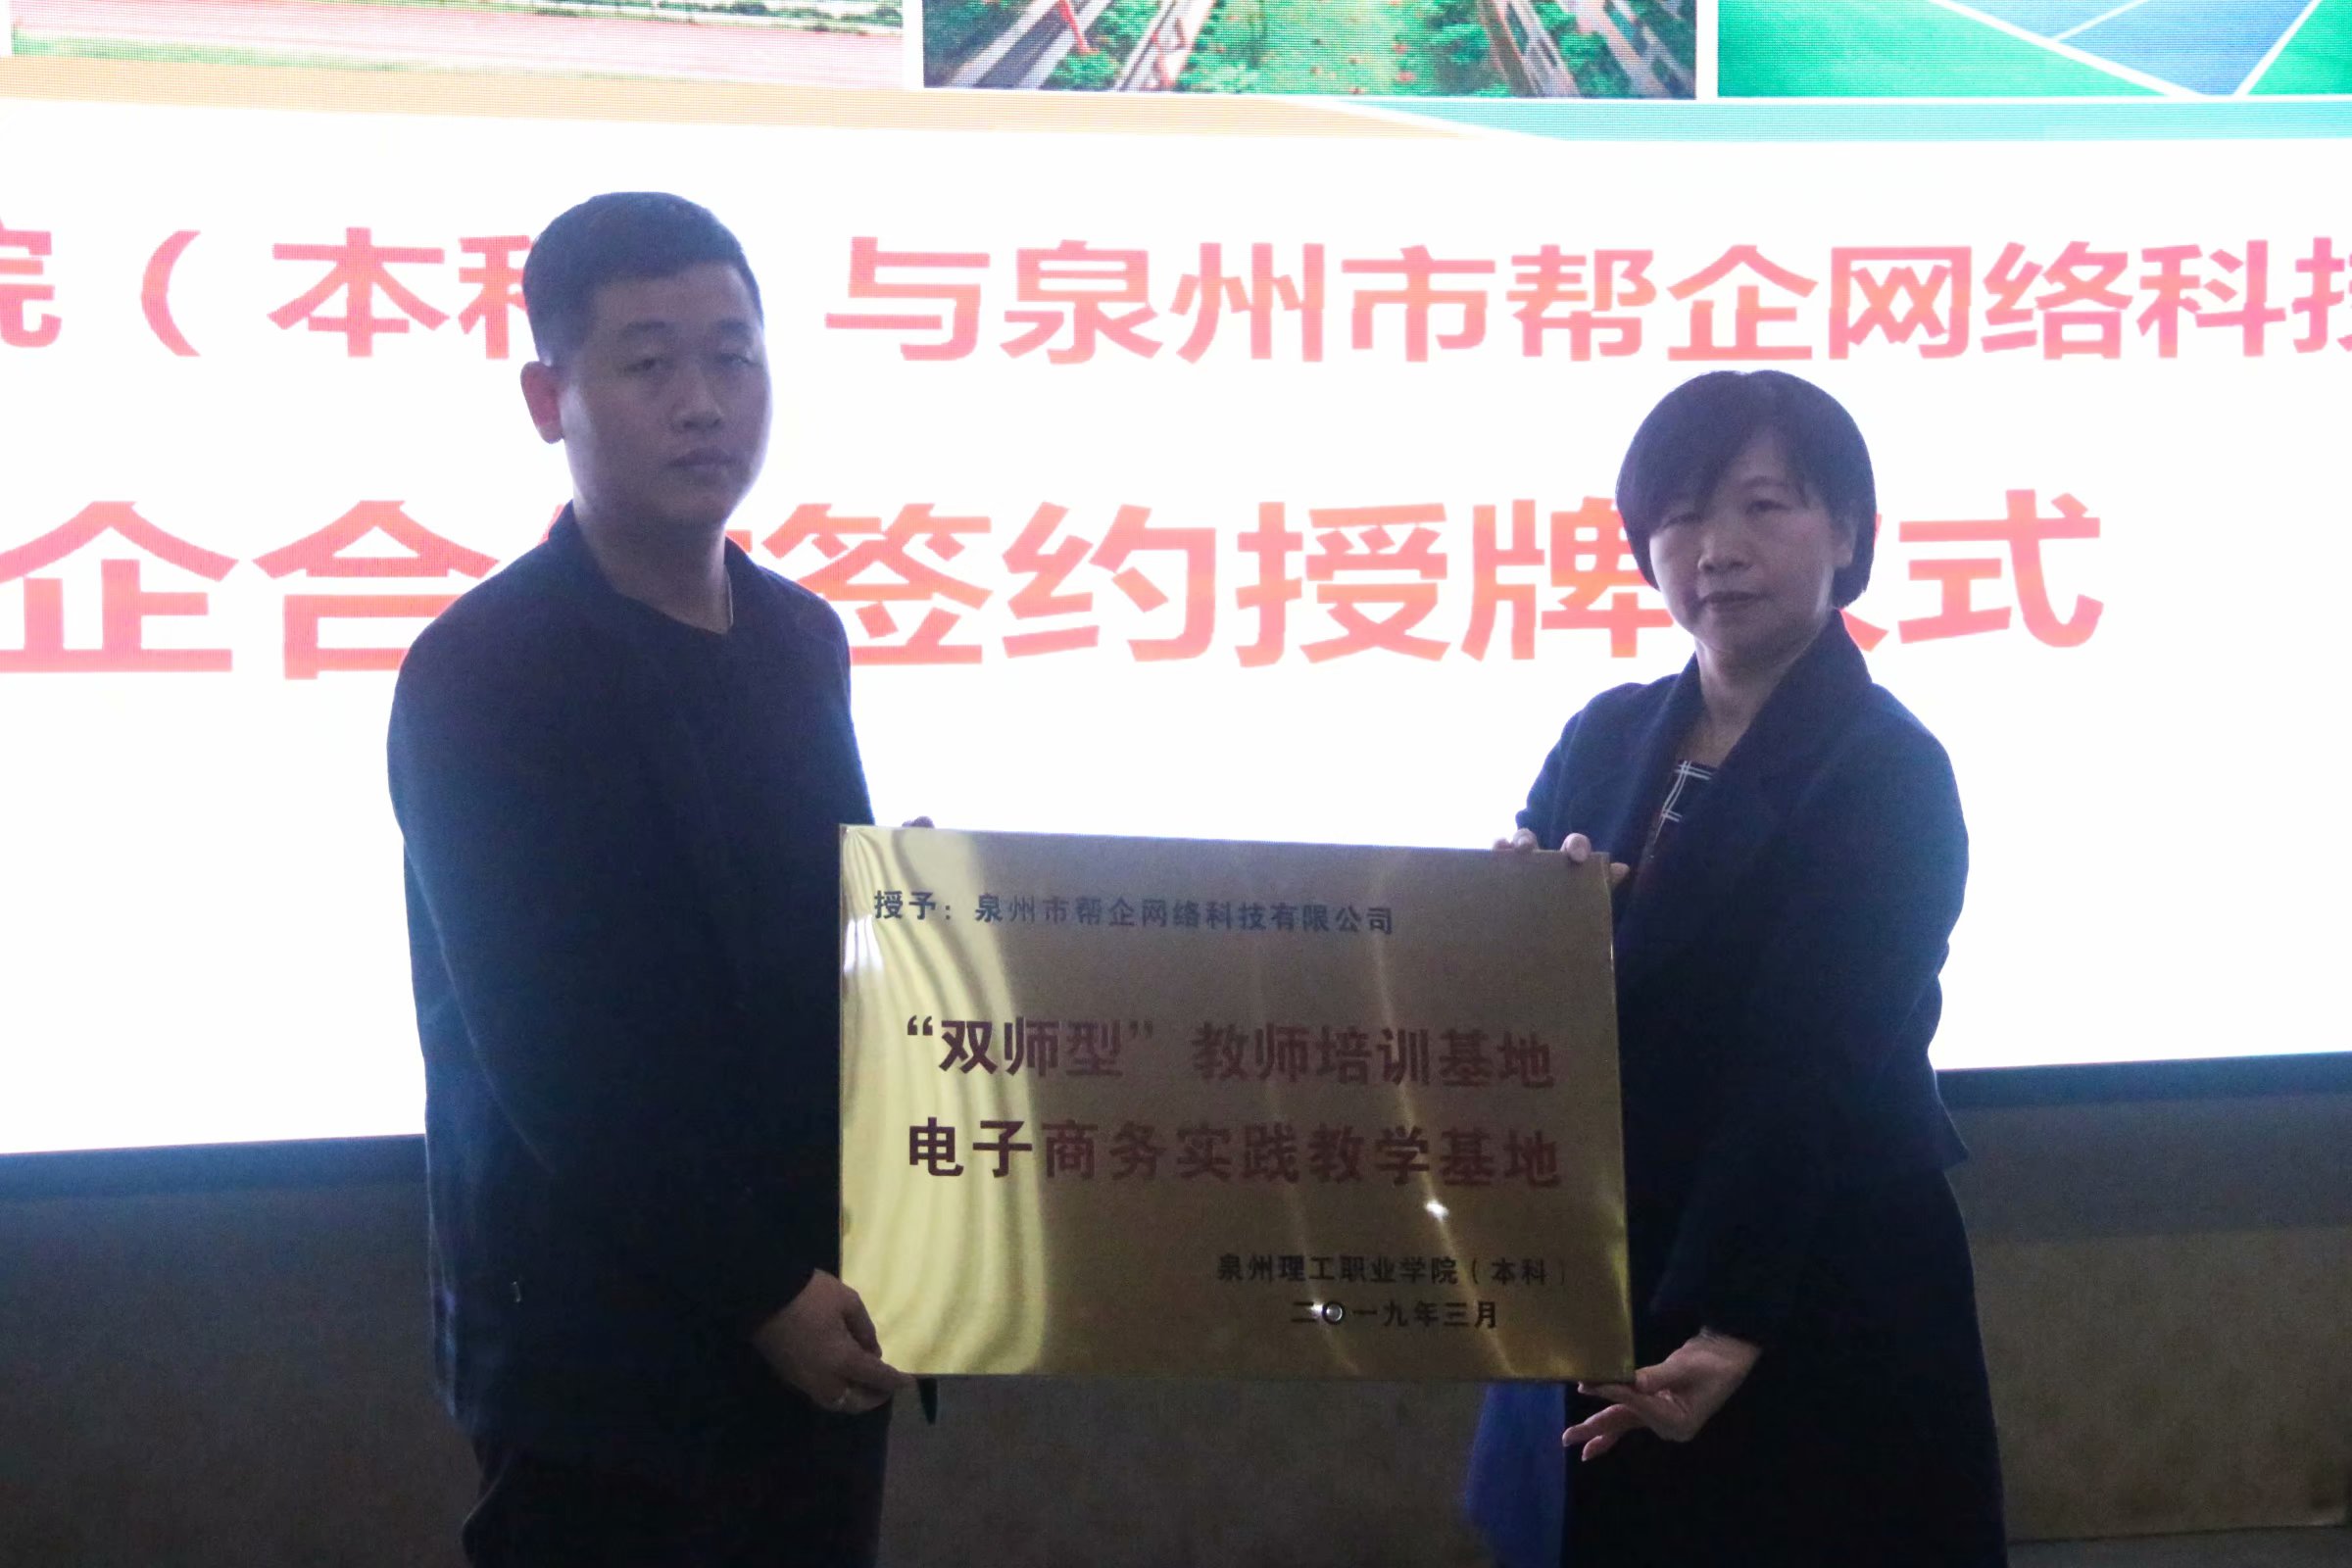 院（本科 与泉州市帮企网络科技
企合作签约授牌仪式
授予：泉州市帮企网络科技有限公司
“双师型”教师培训基地
电子商务实践教学基地
泉州理工职业学院（本科）
二〇一九年三月